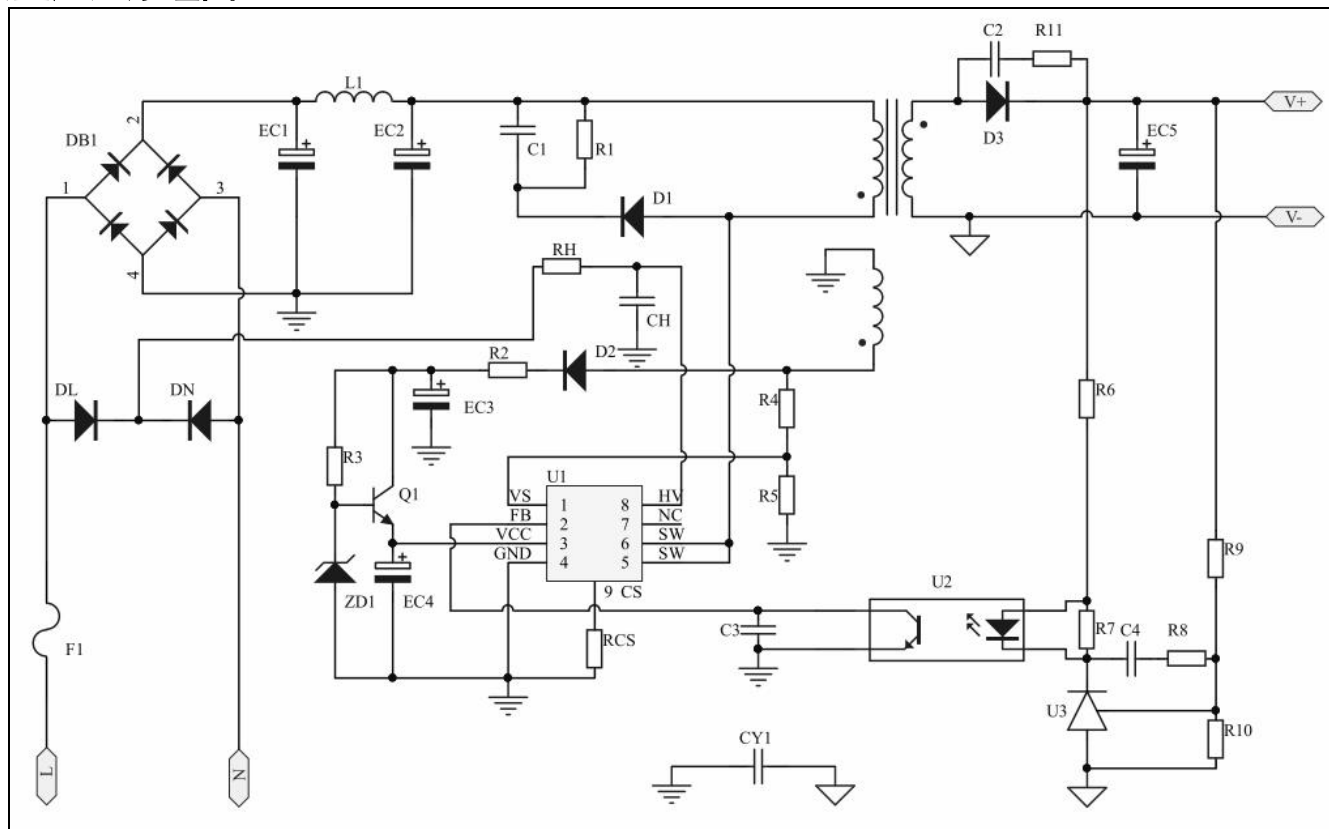 C2
R11
L1
V+
2
DB1
EC1
EC2
C1
R1
D3
EC5
1
3
D1
V-
4
RH
CH
R2
D2
DL
DN
EC3
R4
R6
R3
U1
Q1
R5
VS
1
8
HV
FB
2
7
NC
VCC
3
6
SW
GND
4
5
SW
R9
ZD1
EC4
9 CS
U2
F1
RCS
C3
R7
C4
R8
U3
R10
CY1
L
N